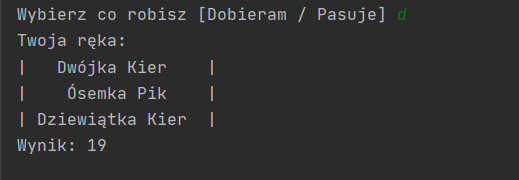 Wybierz co robisz [Dobieram / Pasuje] d
Twoja ręka:
|   Dwójka Kier    |
|    Ósemka Pik    |
| Dziewiątka Kier  |
Wynik: 19